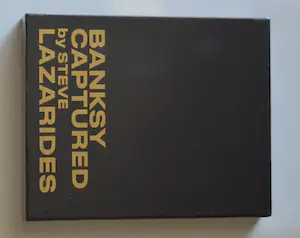 BANKSY
CAPTURED
by STEVE
LAZARIDES